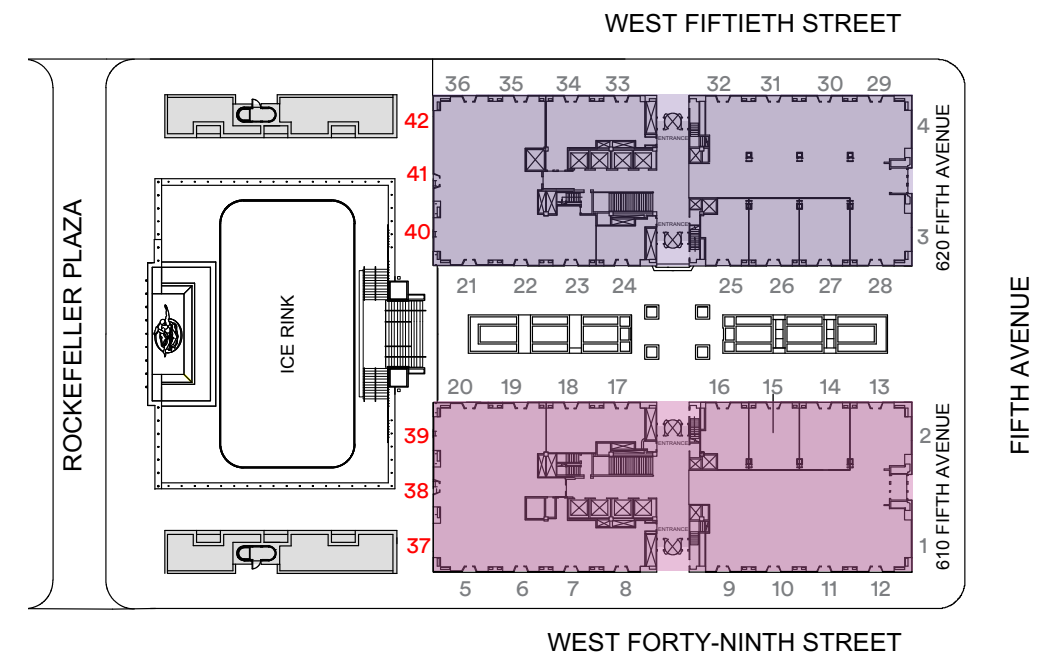 WEST FIFTIETH STREET
36 35 34 33 32 31 30 29
42
ENTRANCE
4
41
620 FIFTH AVENUE
40
ENTRANCE
3
21 22 23 24 25 26 27 28
ROCKEFELLER PLAZA
ICE RINK
FIFTH AVENUE
20 19 18 17 16 15 14 13
39
ENTRANCE
2
38
610 FIFTH AVENUE
37
ENTRANCE
1
5 6 7 8 9 10 11 12
WEST FORTY-NINTH STREET